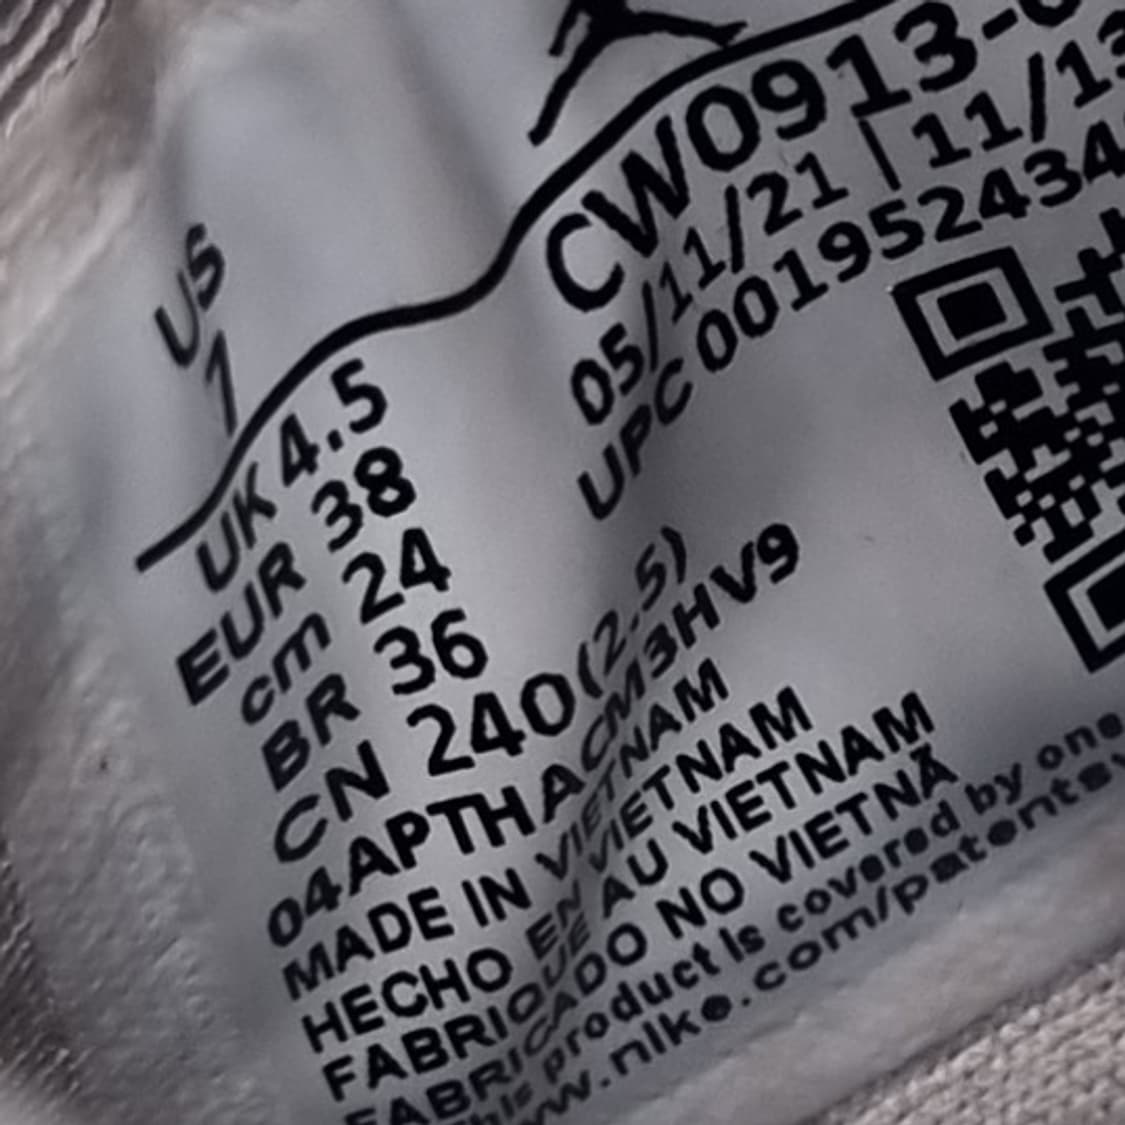 US
7
CW0913-
05/11/21 | 11/13
UPC 001952434
UK 4.5
EUR 38
cm 24
BR 36
CN 240(2.5)
04APTHACM3HV9
MADE IN VIETNAM
HECHO EN VIETNAM
FABRIQUÉ AU VIETNAM
FABRICADO NO VIETNÃ
This product is covered by one
www.nike.com/patents